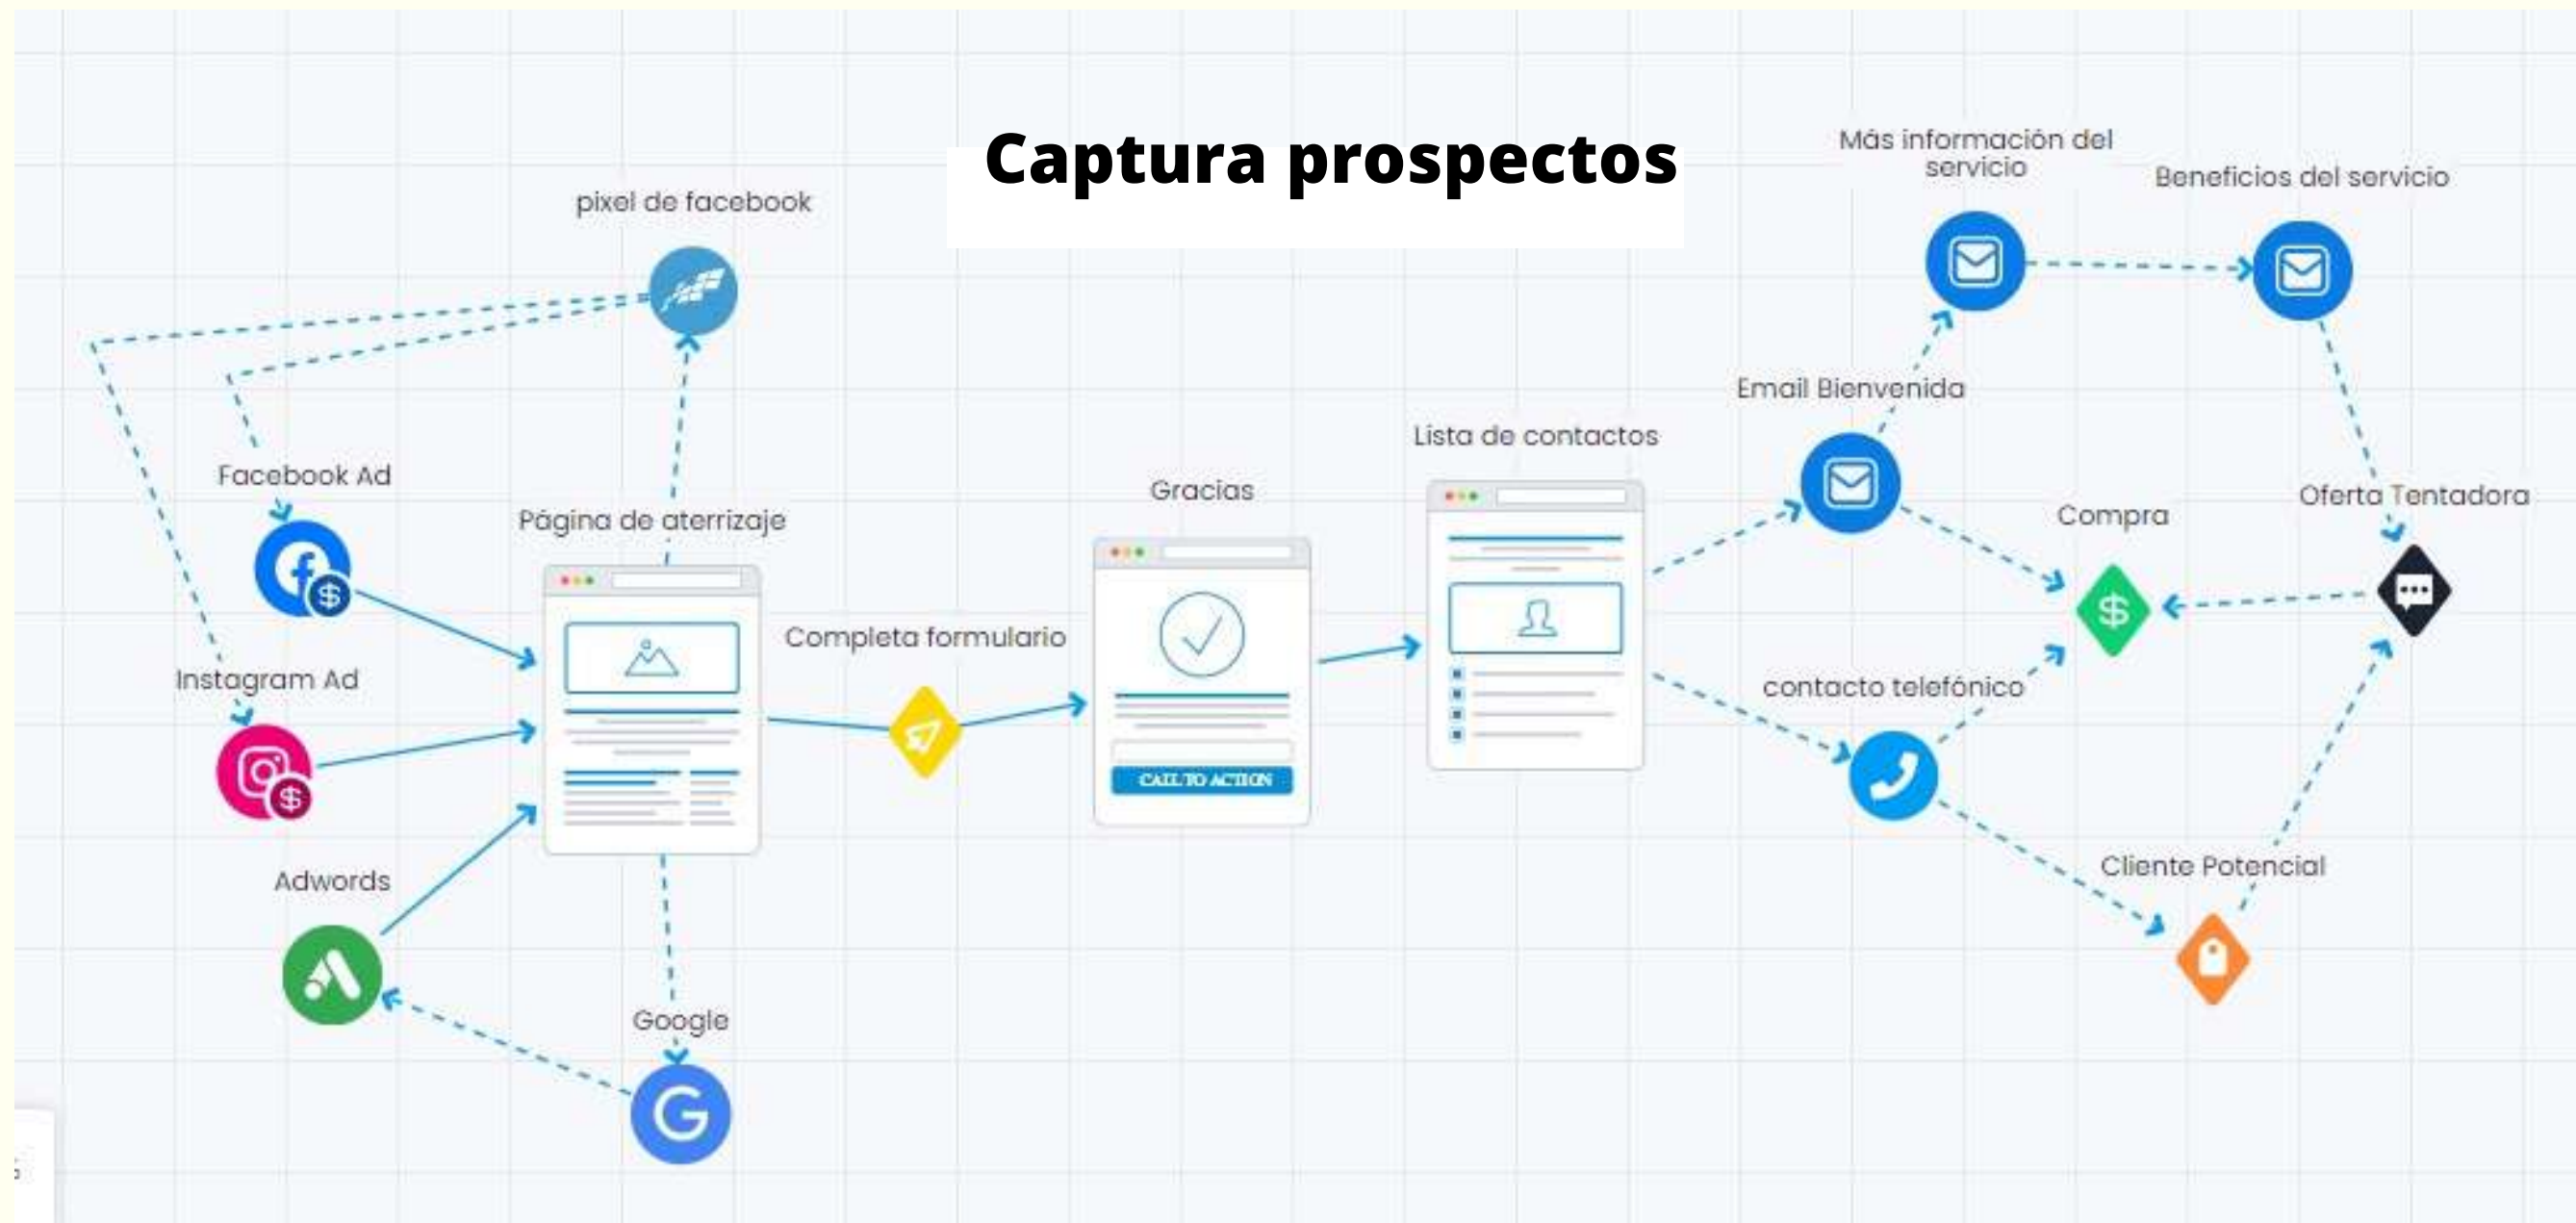 Captura prospectos
Más información del
servicio
Beneficios del servicio
pixel de facebook
Email Bienvenida
Lista de contactos
Facebook Ad
Gracias
Oferta Tentadora
Compra
Página de aterrizaje
Completa formulario
Instagram Ad
contacto telefónico
CALL TO ACTION
Adwords
Cliente Potencial
Google